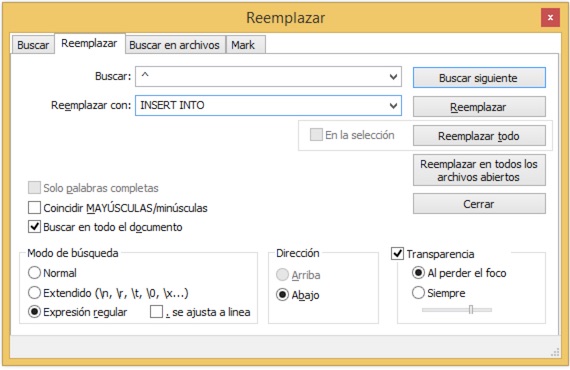 Reemplazar
x
Buscar Reemplazar Buscar en archivos Mark
Buscar: ^ Buscar siguiente
Reemplazar con: INSERT INTO Reemplazar
En la selección Reemplazar todo
Reemplazar en todos los
archivos abiertos
Solo palabras completas
Coincidir MAYÚSCULAS/minúsculas Cerrar
Buscar en todo el documento
Modo de búsqueda Dirección Transparencia
Normal Arriba Al perder el foco
Extendido (\n, \r, \t, \0, \x...) Abajo Siempre
Expresión regular . se ajusta a linea